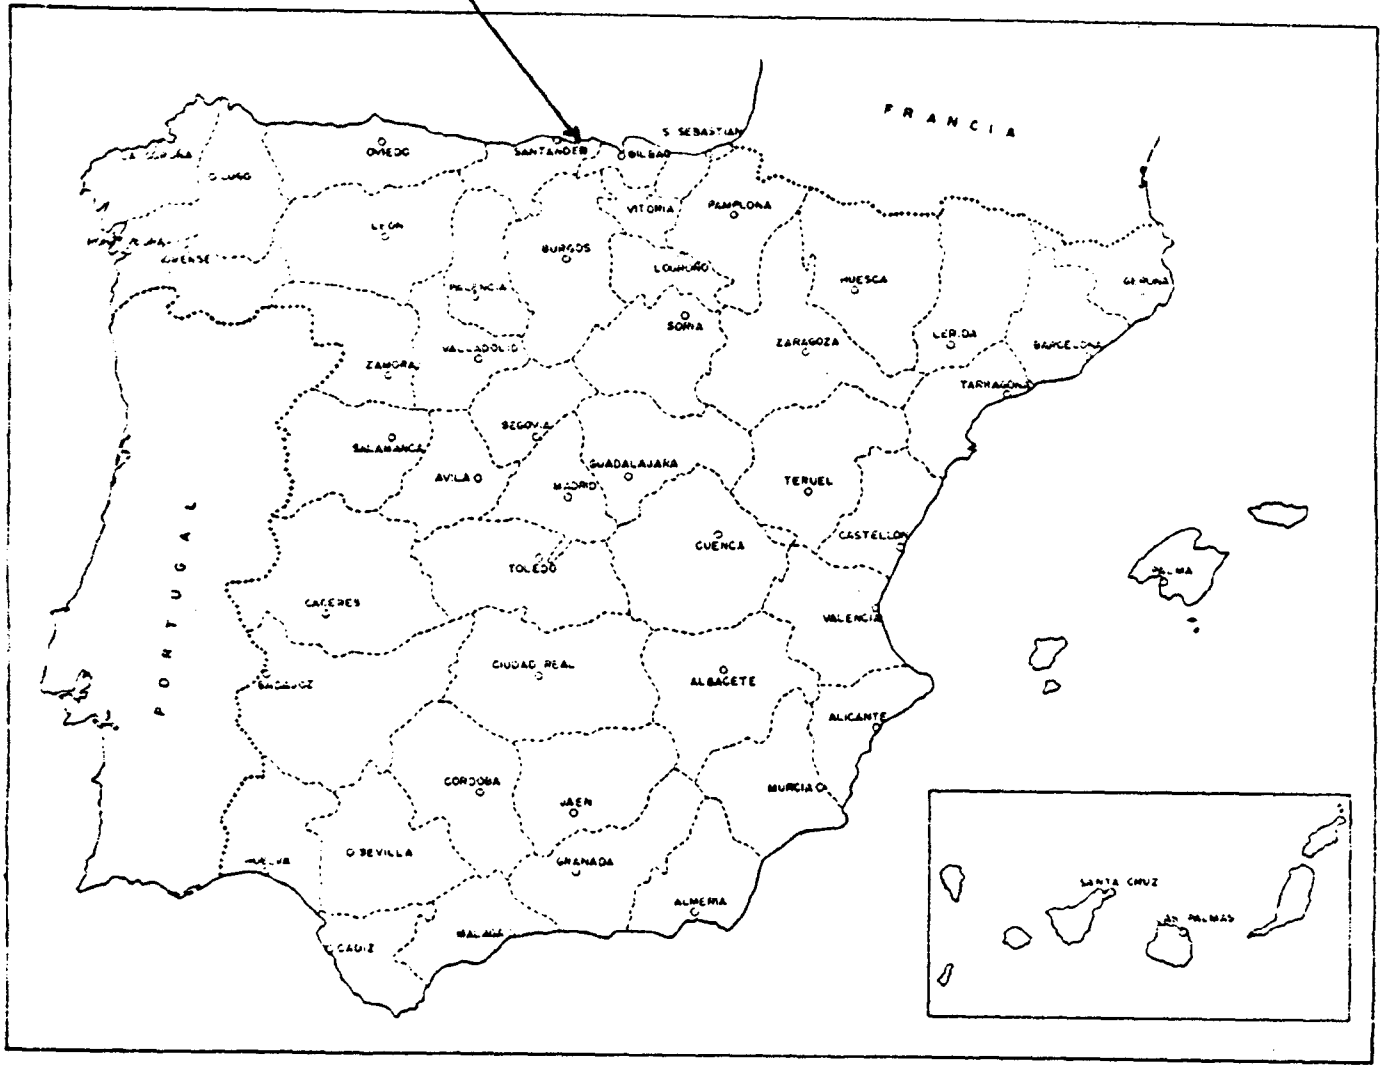 FRANCIA
S. SEBASTIAN
OVIEDO
SANTANDER
BILBAO
LUGO
VITORIA
PAMPLONA
LEON
BURGOS
LOGROÑO
ORENSE
HUESCA
PALENCIA
GERONA
SORIA
ZARAGOZA
LERIDA
BARCELONA
VALLADOLID
ZAMORA
TARRAGONA
SEGOVIA
SALAMANCA
GUADALAJARA
AVILA
MADRID
TERUEL
PORTUGAL
CUENCA
CASTELLON
TOLEDO
PALMA
CACERES
VALENCIA
CIUDAD REAL
BADAJOZ
ALBACETE
ALICANTE
CORDOBA
MURCIA
JAEN
SEVILLA
HUELVA
GRANADA
SANTA CRUZ
ALMERIA
LAS PALMAS
MALAGA
CADIZ